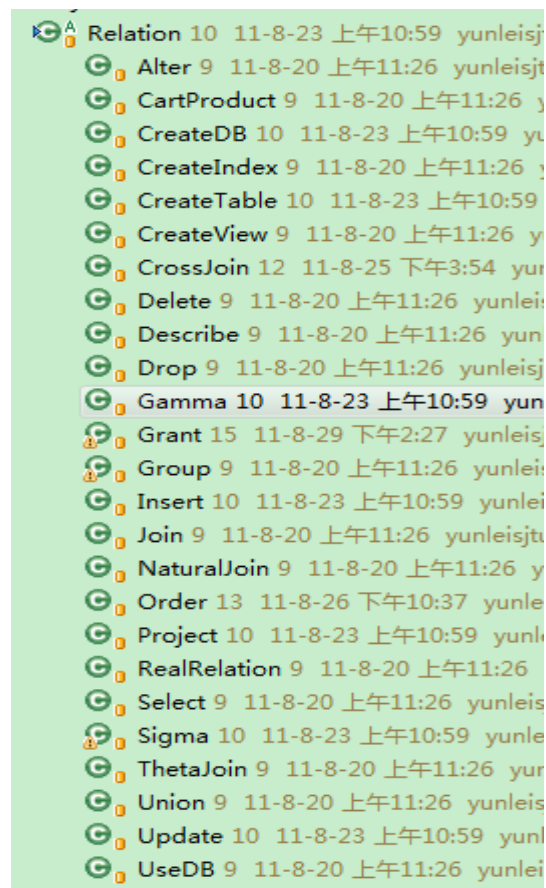 Relation 10 11-8-23 上午10:59 yunleisj
Alter 9 11-8-20 上午11:26 yunleisjt
CartProduct 9 11-8-20 上午11:26
CreateDB 10 11-8-23 上午10:59 yu
CreateIndex 9 11-8-20 上午11:26
CreateTable 10 11-8-23 上午10:59
CreateView 9 11-8-20 上午11:26 y
CrossJoin 12 11-8-25 下午3:54 yun
Delete 9 11-8-20 上午11:26 yunleis
Describe 9 11-8-20 上午11:26 yun
Drop 9 11-8-20 上午11:26 yunleisj
Gamma 10 11-8-23 上午10:59 yun
Grant 15 11-8-29 下午2:27 yunleisj
Group 9 11-8-20 上午11:26 yunleis
Insert 10 11-8-23 上午10:59 yunlei
Join 9 11-8-20 上午11:26 yunleisjtu
NaturalJoin 9 11-8-20 上午11:26 y
Order 13 11-8-26 下午10:37 yunle
Project 10 11-8-23 上午10:59 yunl
RealRelation 9 11-8-20 上午11:26
Select 9 11-8-20 上午11:26 yunleis
Sigma 10 11-8-23 上午10:59 yunle
ThetaJoin 9 11-8-20 上午11:26 yun
Union 9 11-8-20 上午11:26 yunleis
Update 10 11-8-23 上午10:59 yunl
UseDB 9 11-8-20 上午11:26 yunlei